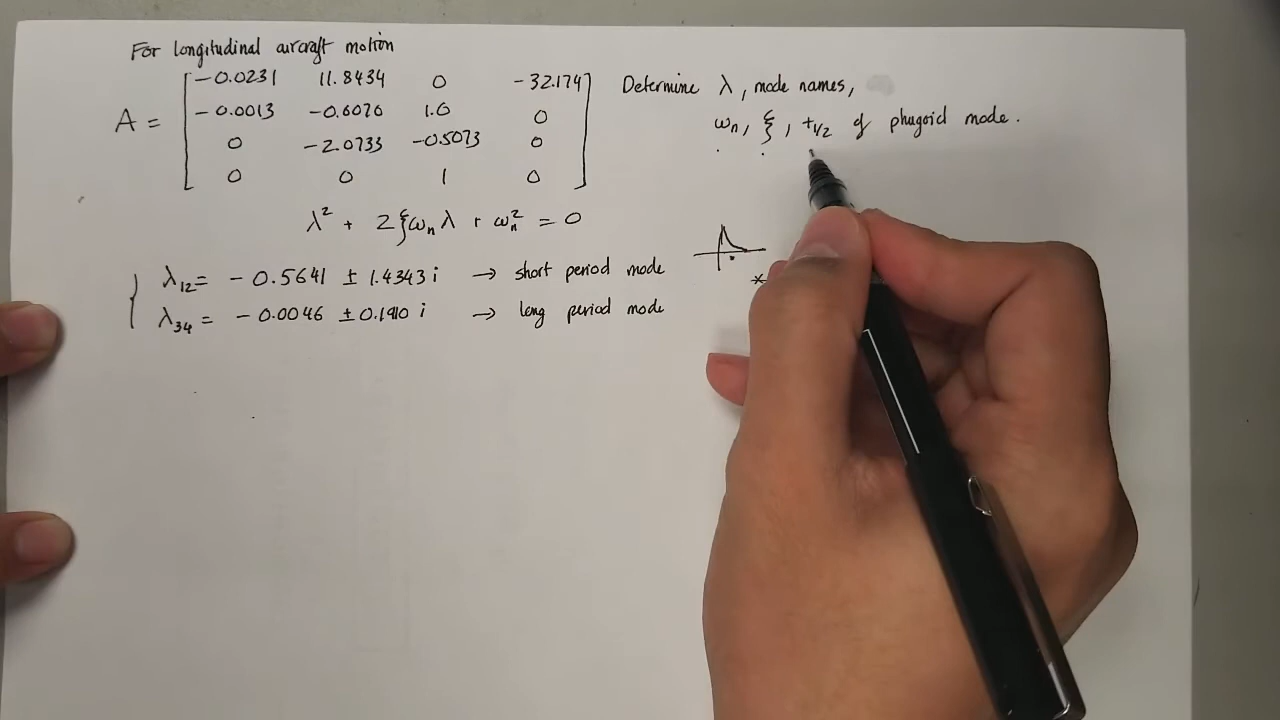 For longitudinal aircraft motion
A = [ -0.0231 11.8434 0 -32.174
-0.0013 -0.6070 1.0 0
0 -2.0733 -0.5073 0
0 0 1 0 ]
Determine λ, mode names,
ωn, ξ, t1/2 of phugoid mode.
λ² + 2ξωnλ + ωn² = 0
λ12 = -0.5641 ± 1.4343 i → short period mode
λ34 = -0.0046 ± 0.1910 i → long period mode
*